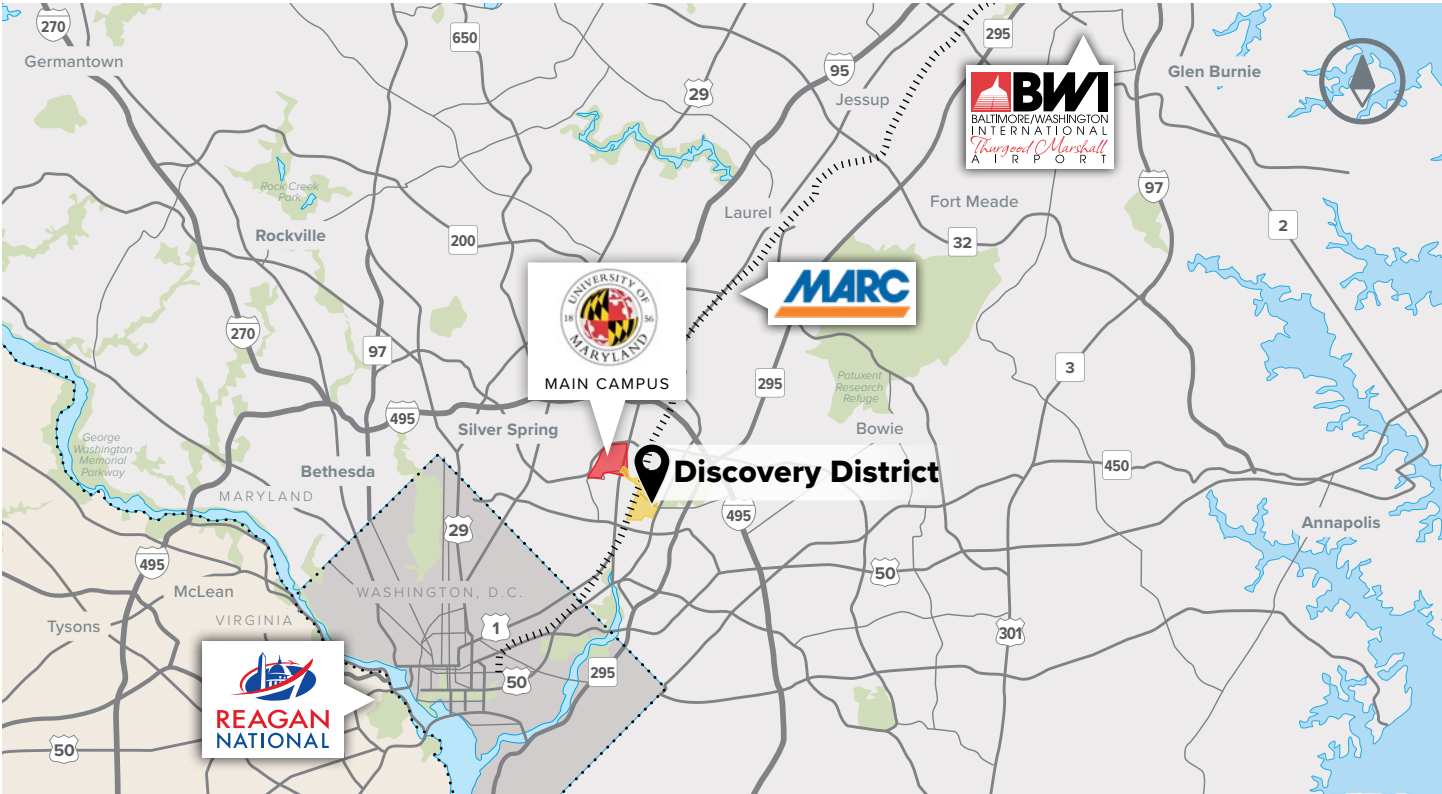 270
650
295
Germantown
95
Glen Burnie
29
Jessup
BWI
BALTIMORE/WASHINGTON
INTERNATIONAL
Thurgood Marshall
AIRPORT
Rock Creek
Park
97
Fort Meade
Laurel
2
Rockville
200
32
UNIVERSITY OF
18 56
MARYLAND
MAIN CAMPUS
MARC
270
97
3
295
Patuxent
Research
Refuge
495
Silver Spring
Bowie
George
Washington
Memorial
Parkway
Bethesda
Discovery District
450
MARYLAND
495
Annapolis
29
495
50
McLean
WASHINGTON, D.C.
VIRGINIA
Tysons
1
301
295
50
REAGAN
NATIONAL
50